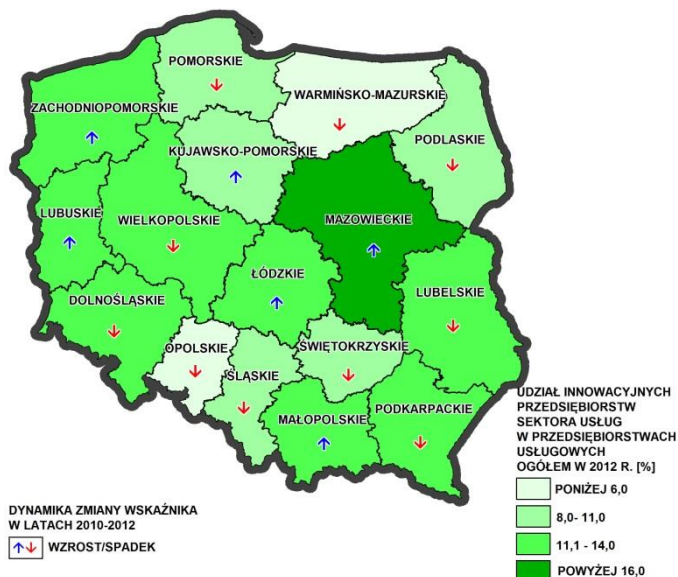 POMORSKIE
WARMIŃSKO-MAZURSKIE
ZACHODNIOPOMORSKIE
PODLASKIE
KUJAWSKO-POMORSKIE
LUBUSKIE
WIELKOPOLSKIE
MAZOWIECKIE
ŁÓDZKIE
LUBELSKIE
DOLNOŚLĄSKIE
OPOLSKIE
ŚWIĘTOKRZYSKIE
ŚLĄSKIE
MAŁOPOLSKIE
PODKARPACKIE
UDZIAŁ INNOWACYJNYCH
PRZEDSIĘBIORSTW
SEKTORA USŁUG
W PRZEDSIĘBIORSTWACH
USŁUGOWYCH
OGÓŁEM W 2012 R. [%]
PONIŻEJ 6,0
8,0- 11,0
11,1 - 14,0
POWYŻEJ 16,0
DYNAMIKA ZMIANY WSKAŹNIKA
W LATACH 2010-2012
WZROST/SPADEK